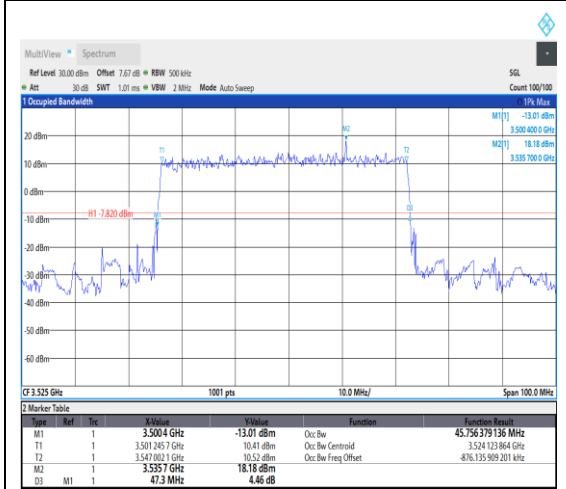 MultiView Spectrum
Ref Level 30.00 dBm Offset 7.67 dB RBW 500 kHz SGL
Att 30 dB SWT 1.01 ms VBW 2 MHz Mode Auto Sweep Count 100/100
1 Occupied Bandwidth 1Pk Max
M1[1] -13.01 dBm
3.500 400 0 GHz
M2[1] 18.18 dBm
3.535 700 0 GHz
M2
20 dBm
T1 T2
10 dBm
0 dBm
H1 -7.820 dBm
M1 D3
-10 dBm
-20 dBm
-30 dBm
-40 dBm
-50 dBm
-60 dBm
CF 3.525 GHz 1001 pts 10.0 MHz/ Span 100.0 MHz
2 Marker Table
Type Ref Trc X-Value Y-Value Function Function Result
M1 1 3.5004 GHz -13.01 dBm Occ Bw 45.756 379 136 MHz
T1 1 3.501 245 7 GHz 10.41 dBm Occ Bw Centroid 3.524 123 864 GHz
T2 1 3.547 002 1 GHz 10.52 dBm Occ Bw Freq Offset -876.135 909 201 kHz
M2 1 3.5357 GHz 18.18 dBm
D3 M1 1 47.3 MHz 4.46 dB